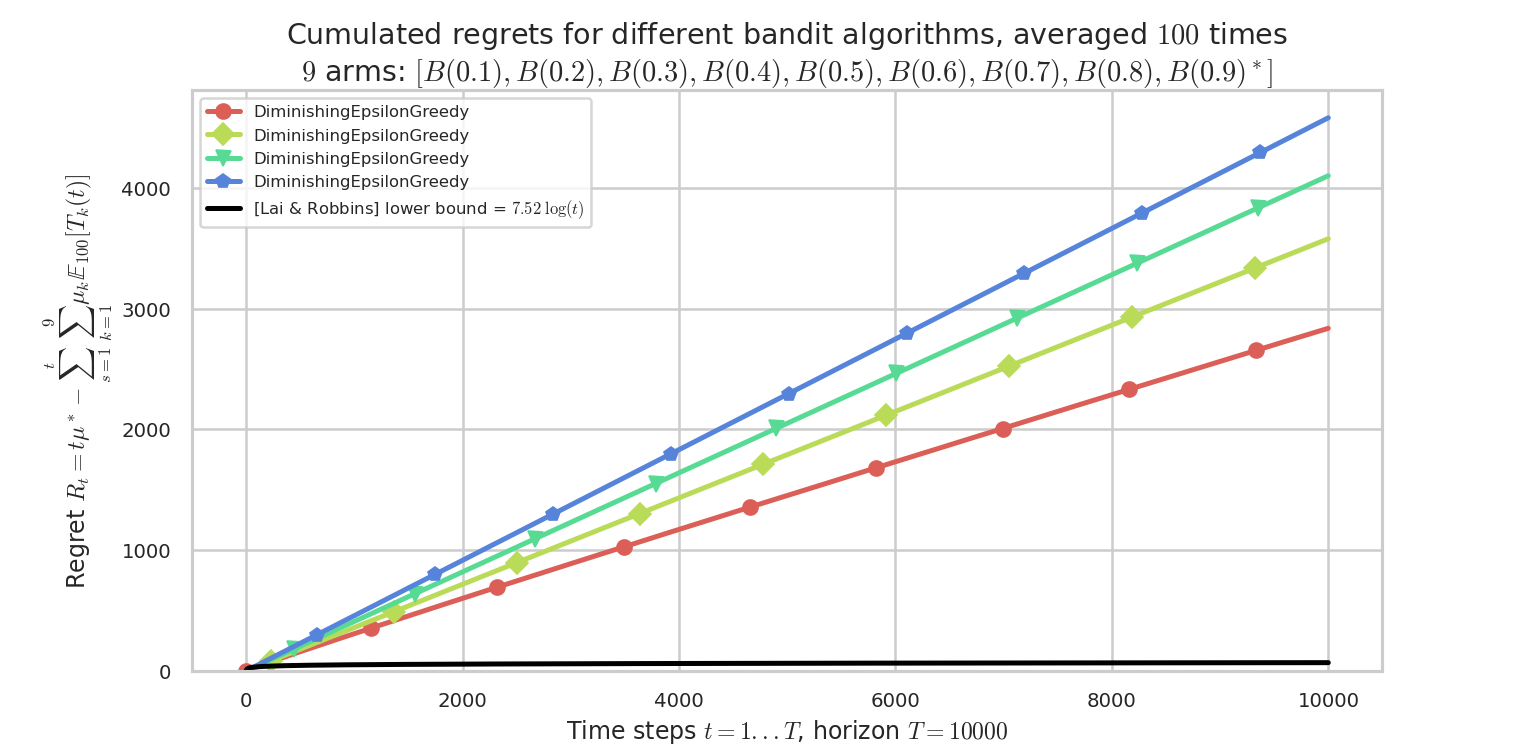 Cumulated regrets for different bandit algorithms, averaged 100 times
9 arms: [B(0.1), B(0.2), B(0.3), B(0.4), B(0.5), B(0.6), B(0.7), B(0.8), B(0.9)*]
DiminishingEpsilonGreedy
DiminishingEpsilonGreedy
DiminishingEpsilonGreedy
DiminishingEpsilonGreedy
[Lai & Robbins] lower bound = 7.52 log(t)
Regret R_t = tμ* − ∑_{s=1}^{t} ∑_{k=1}^{9} μ_k 𝔼_{100}[T_k(t)]
4000
3000
2000
1000
0
0 2000 4000 6000 8000 10000
Time steps t = 1...T, horizon T = 10000